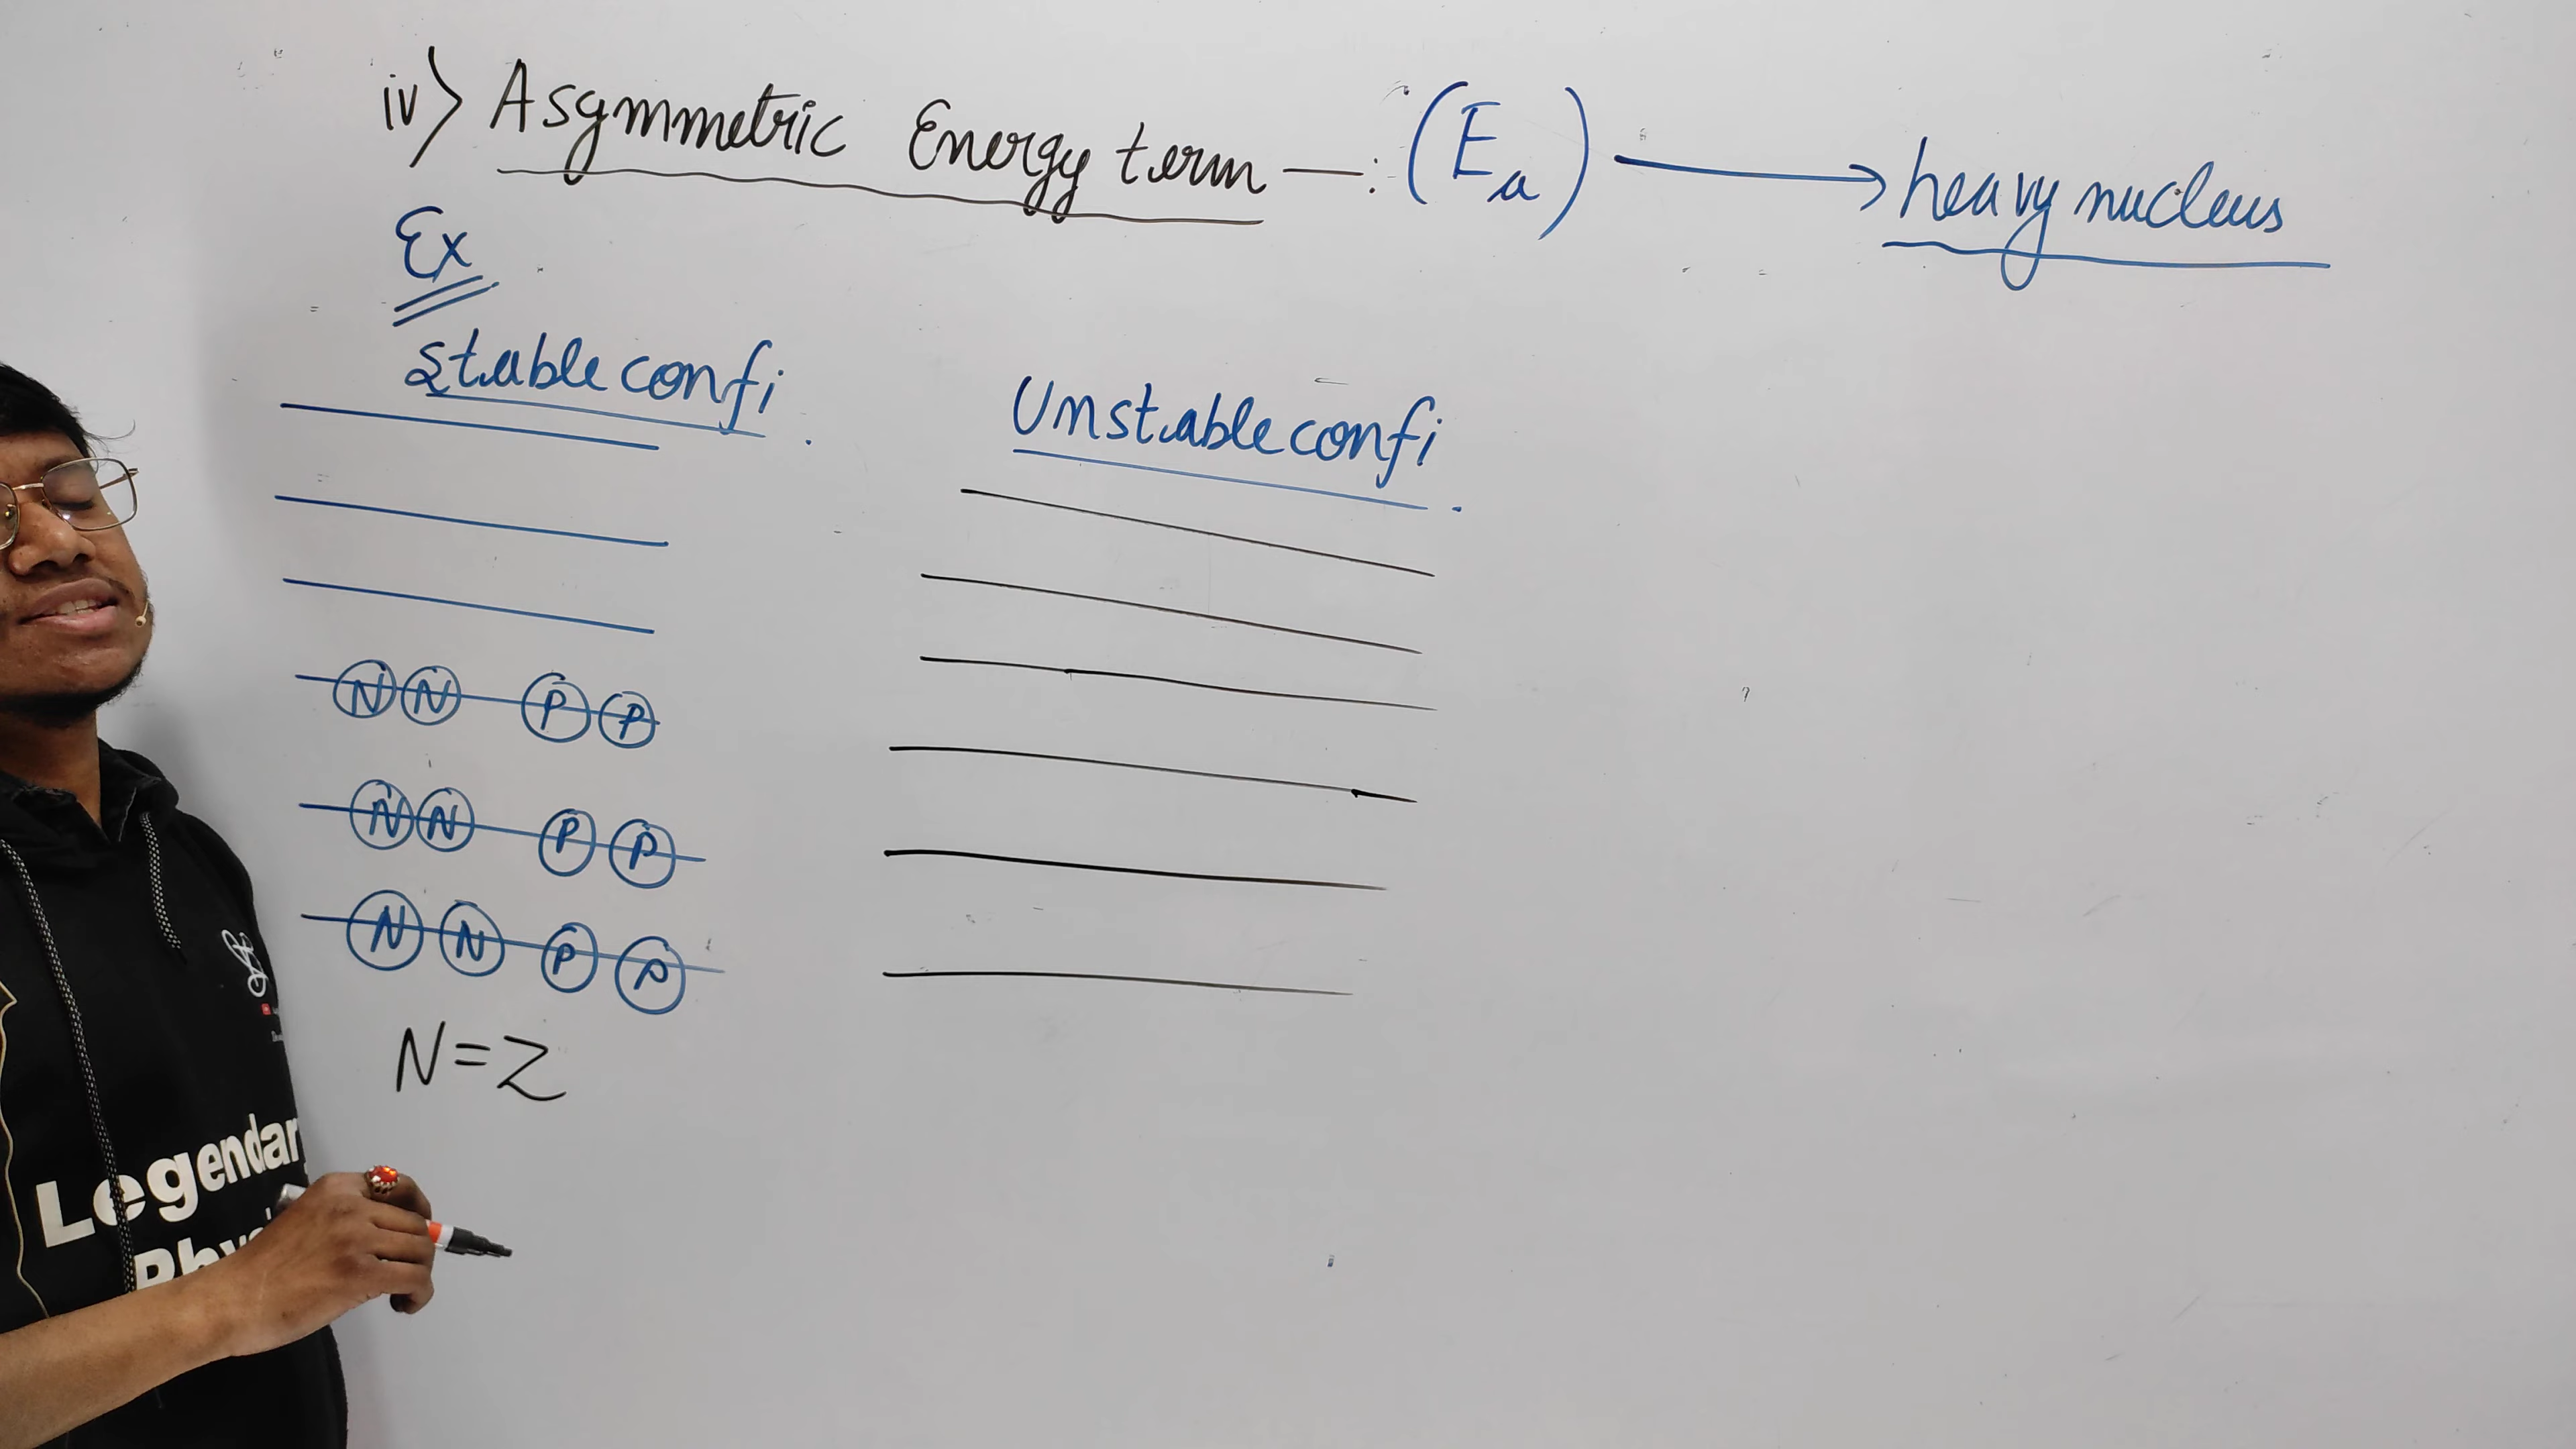 iv) Asymmetric Energy term —: (Ea) → heavy nucleus
Ex
Stable confi.
Unstable confi.
N N P P
N N P P
N N P P
N=Z
Legendar